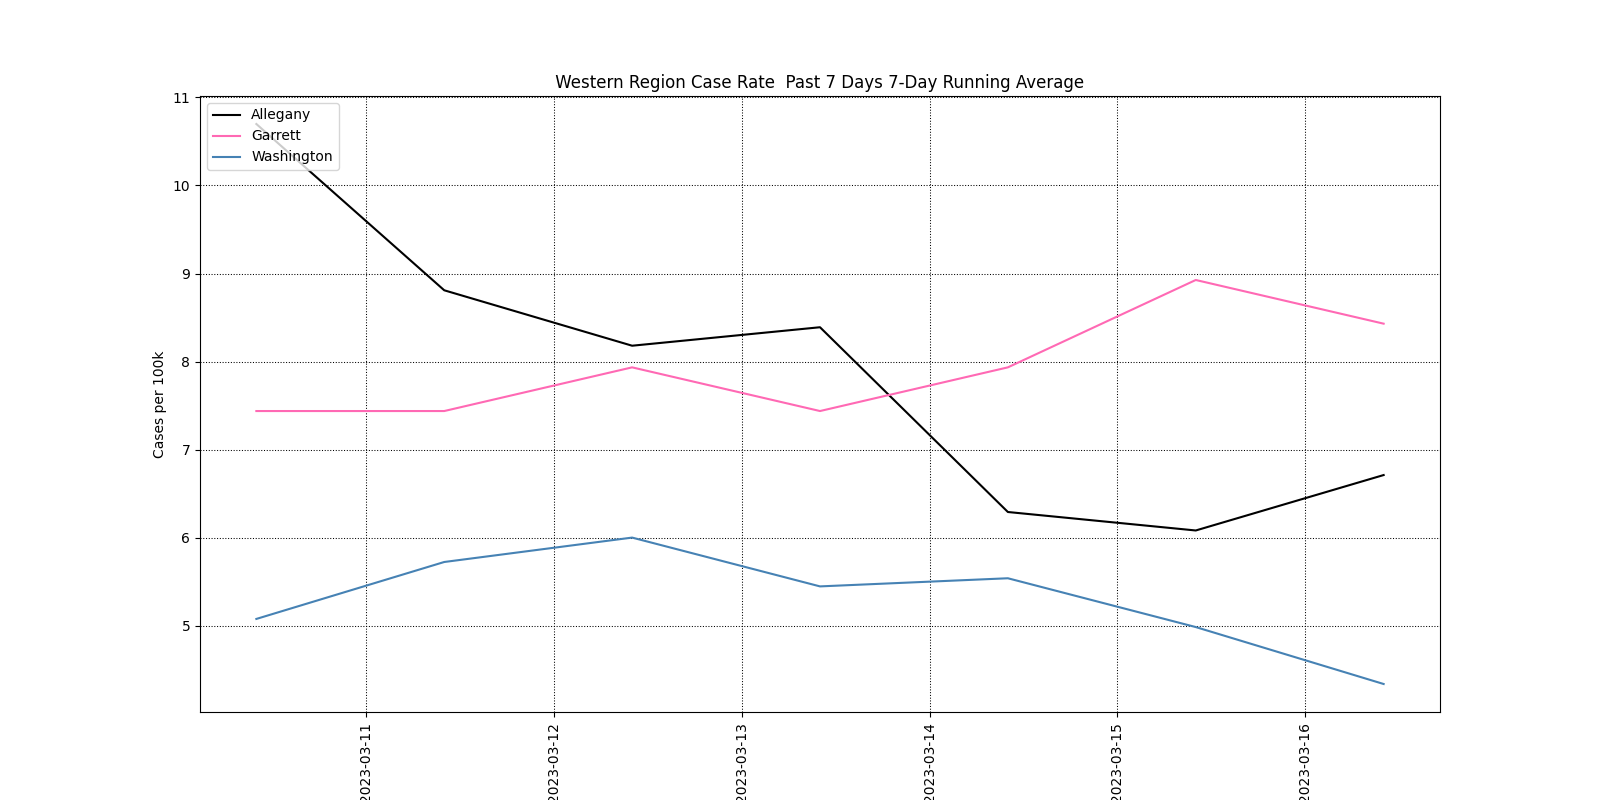 Western Region Case Rate  Past 7 Days 7-Day Running Average
Allegany
Garrett
Washington
Cases per 100k
11
10
9
8
7
6
5
2023-03-11
2023-03-12
2023-03-13
2023-03-14
2023-03-15
2023-03-16